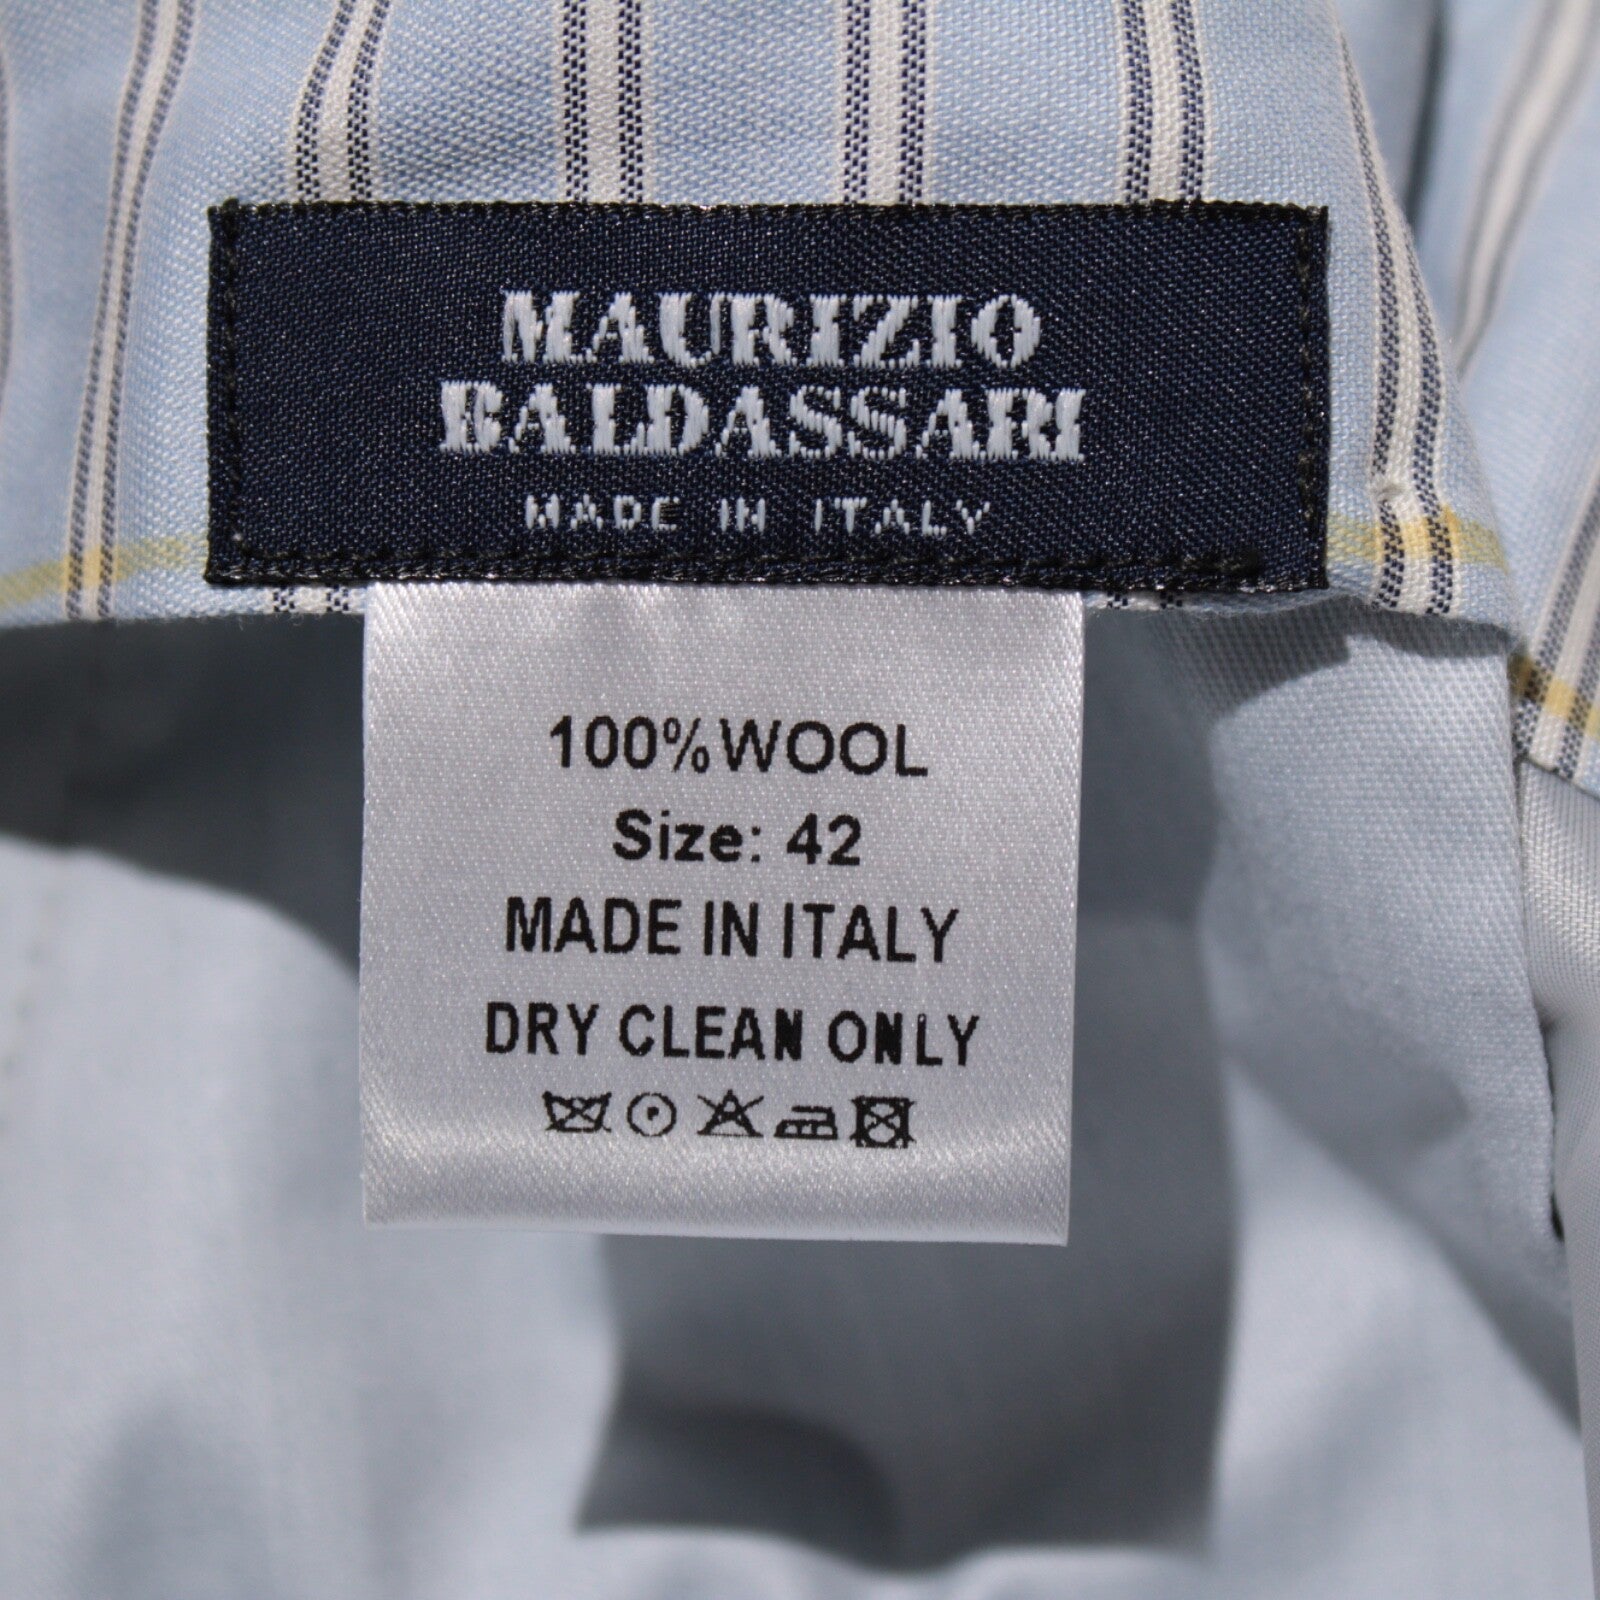 MAURIZIO
BALDASSARI
MADE IN ITALY
100% WOOL
Size: 42
MADE IN ITALY
DRY CLEAN ONLY